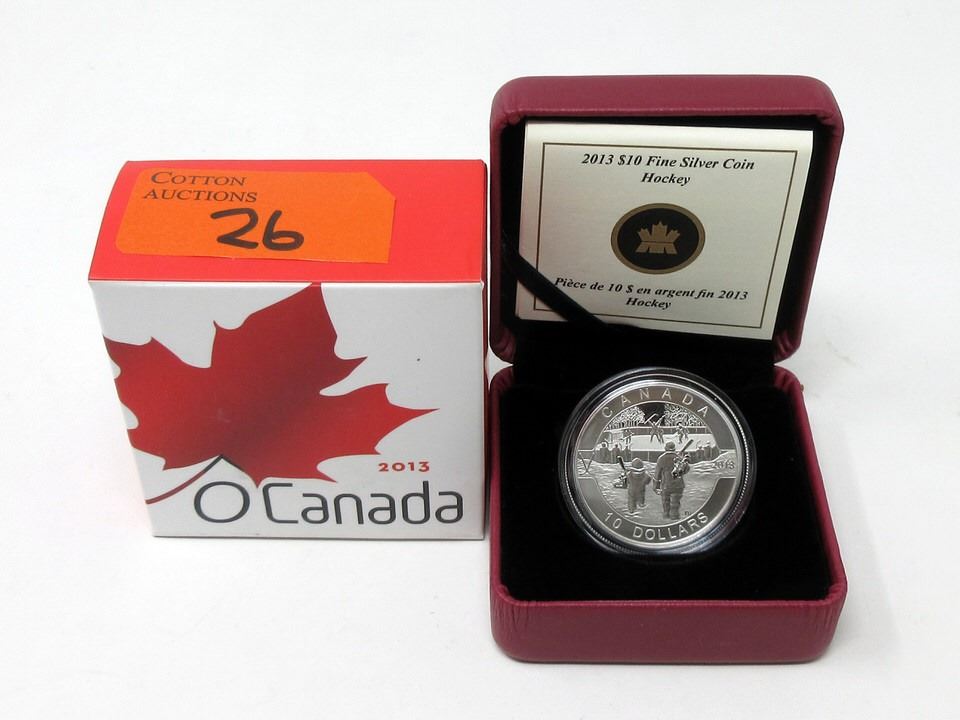 COTTON
AUCTIONS
26
2013
O Canada
2013 $10 Fine Silver Coin
Hockey
Pièce de 10 $ en argent fin 2013
Hockey
CANADA
2013
10 DOLLARS